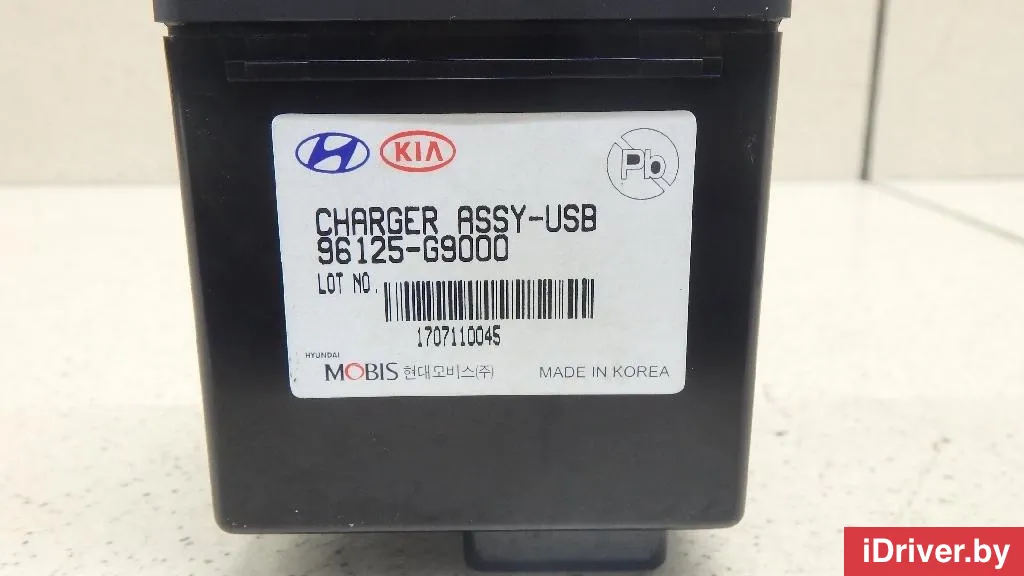 KIA
Pb
CHARGER ASSY-USB
96125-G9000
LOT NO.
1707110045
HYUNDAI
MOBIS 현대모비스(주)
MADE IN KOREA
iDriver.by